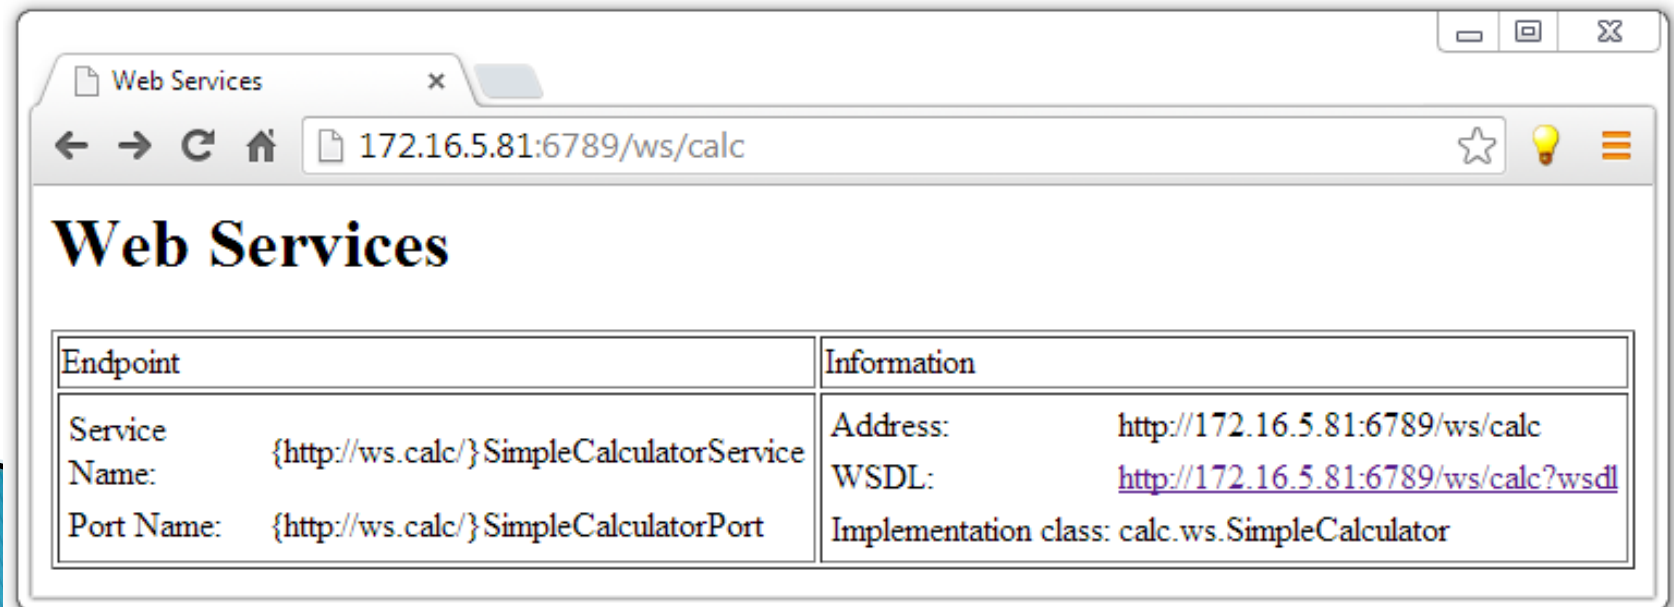 Web Services
172.16.5.81:6789/ws/calc
Web Services
Endpoint
Information
Service
Name:
{http://ws.calc/}SimpleCalculatorService
Port Name:
{http://ws.calc/}SimpleCalculatorPort
Address:
http://172.16.5.81:6789/ws/calc
WSDL:
http://172.16.5.81:6789/ws/calc?wsdl
Implementation class: calc.ws.SimpleCalculator